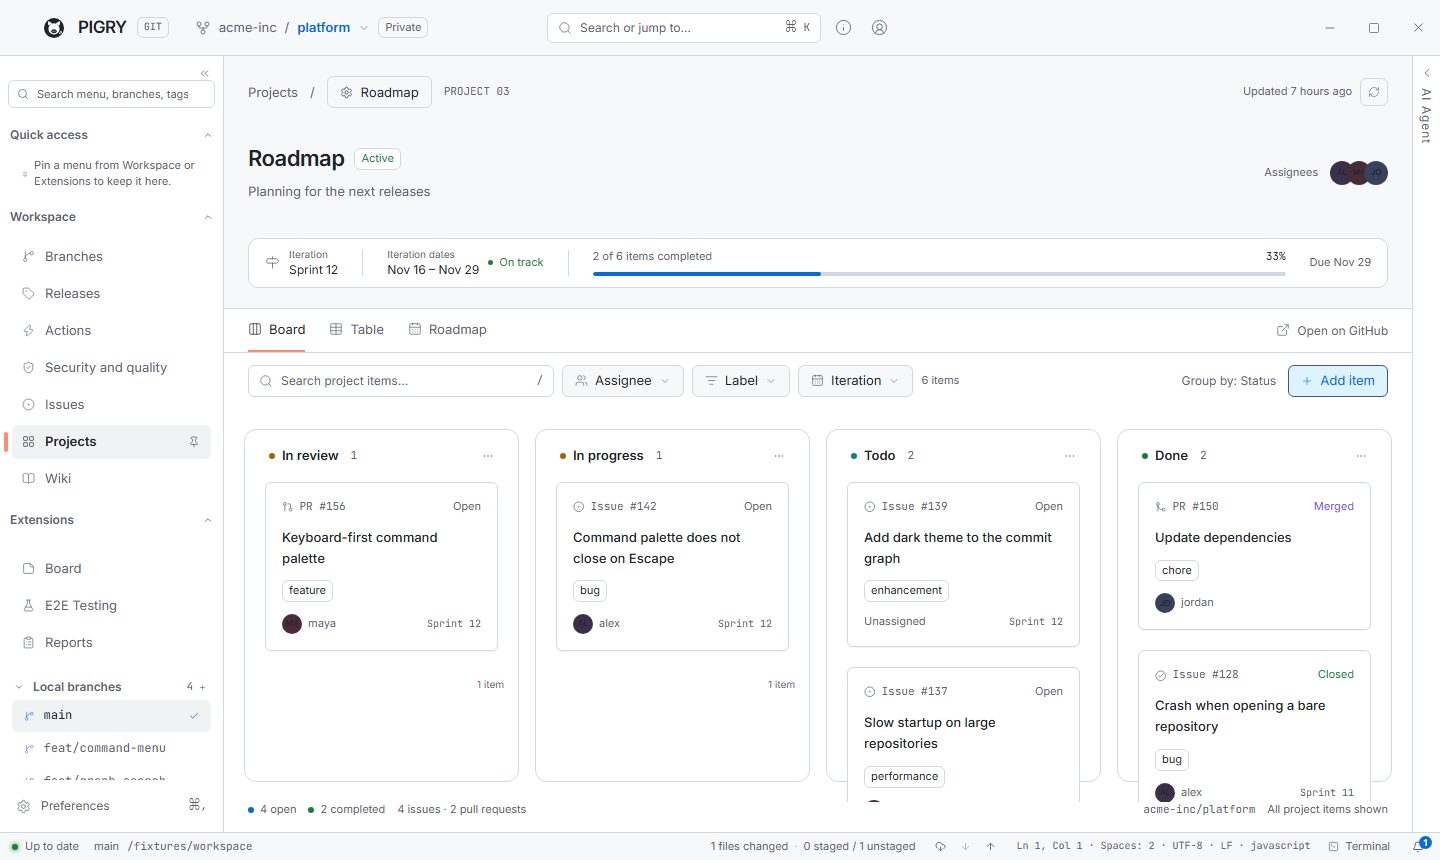 PIGRY GIT acme-inc / platform Private Search or jump to... ⌘ K
Search menu, branches, tags
Quick access
Pin a menu from Workspace or
Extensions to keep it here.
Workspace
Branches
Releases
Actions
Security and quality
Issues
Projects
Wiki
Extensions
Board
E2E Testing
Reports
Local branches 4 +
main
feat/command-menu
Preferences ⌘,
Projects / Roadmap PROJECT 03 Updated 7 hours ago
Roadmap Active
Planning for the next releases
Assignees
Iteration
Sprint 12
Iteration dates
Nov 16 – Nov 29 On track
2 of 6 items completed 33%
Due Nov 29
Board Table Roadmap Open on GitHub
Search project items... / Assignee Label Iteration 6 items Group by: Status + Add item
In review 1 ...
PR #156 Open
Keyboard-first command
palette
feature
maya Sprint 12
1 item
In progress 1 ...
Issue #142 Open
Command palette does not
close on Escape
bug
alex Sprint 12
1 item
Todo 2 ...
Issue #139 Open
Add dark theme to the commit
graph
enhancement
Unassigned Sprint 12
Issue #137 Open
Slow startup on large
repositories
performance
Done 2 ...
PR #150 Merged
Update dependencies
chore
jordan
Issue #128 Closed
Crash when opening a bare
repository
bug
alex Sprint 11
4 open 2 completed 4 issues · 2 pull requests acme-inc/platform All project items shown
AI Agent
Up to date main /fixtures/workspace 1 files changed · 0 staged / 1 unstaged Ln 1, Col 1 · Spaces: 2 · UTF-8 · LF · javascript Terminal 1